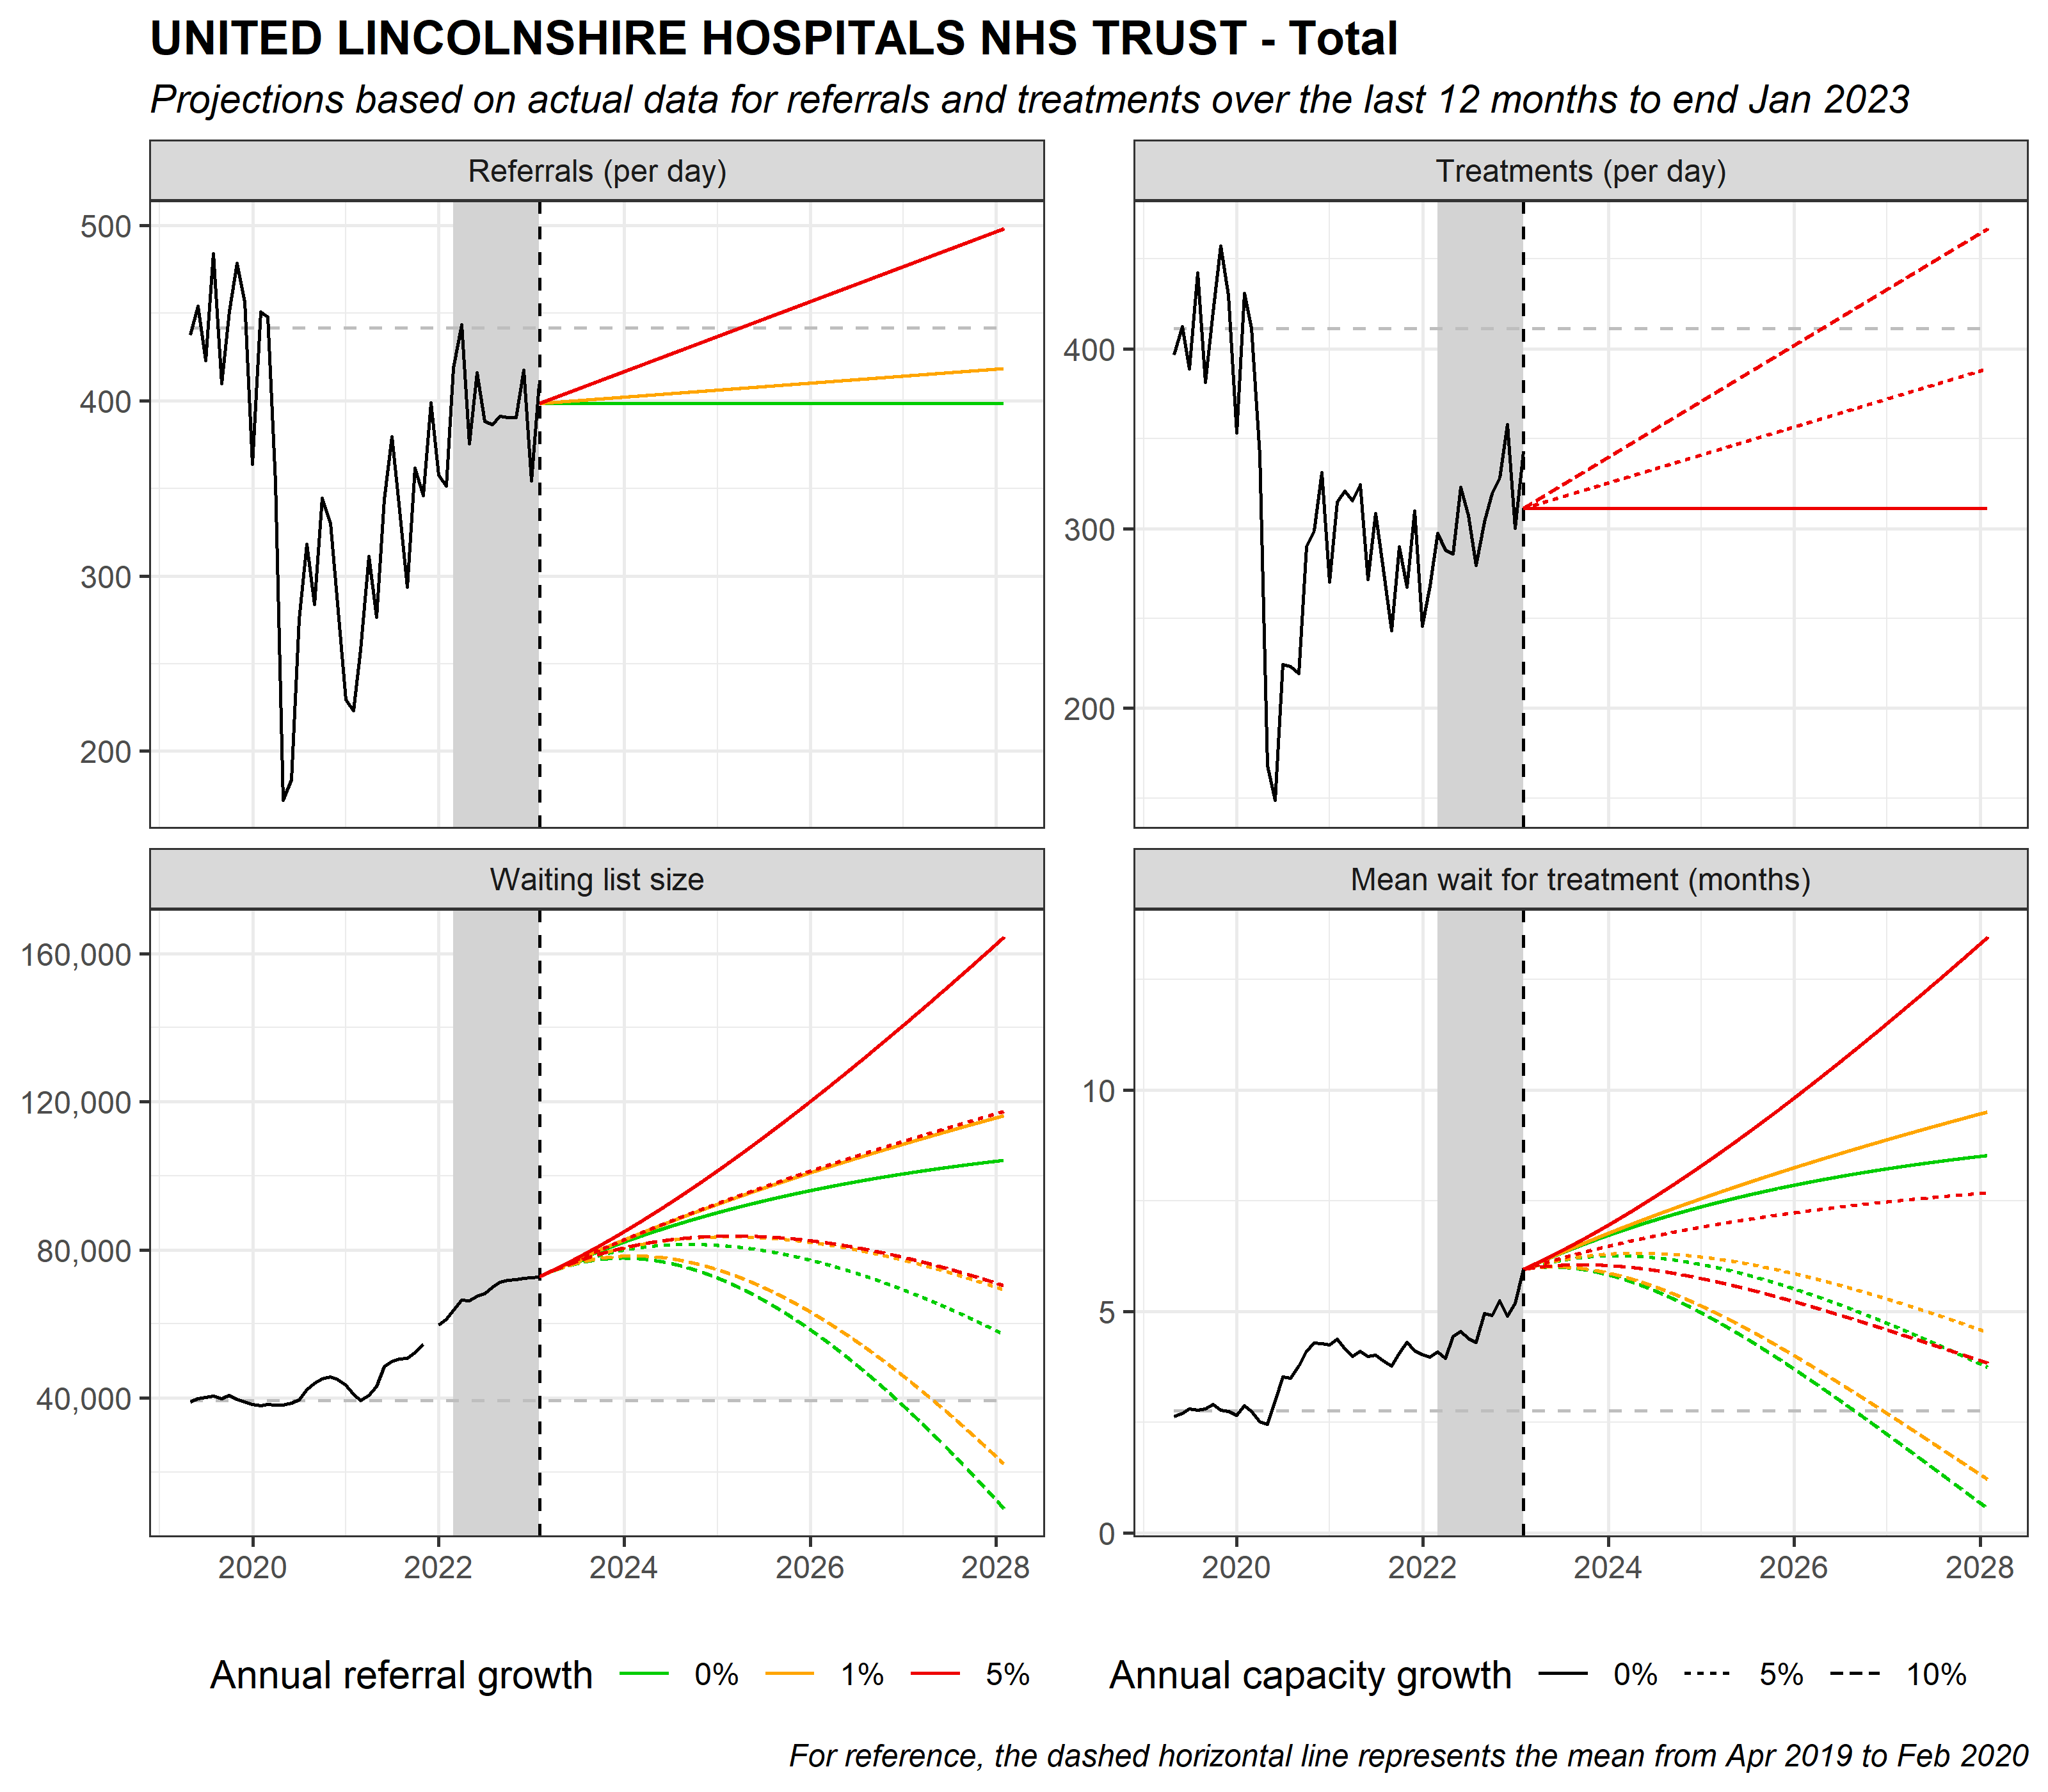 UNITED LINCOLNSHIRE HOSPITALS NHS TRUST - Total
Projections based on actual data for referrals and treatments over the last 12 months to end Jan 2023
Referrals (per day)
500
400
300
200
Treatments (per day)
400
300
200
Waiting list size
160,000
120,000
80,000
40,000
2020 2022 2024 2026 2028
Mean wait for treatment (months)
10
5
0
2020 2022 2024 2026 2028
Annual referral growth 0% 1% 5%
Annual capacity growth 0% 5% 10%
For reference, the dashed horizontal line represents the mean from Apr 2019 to Feb 2020